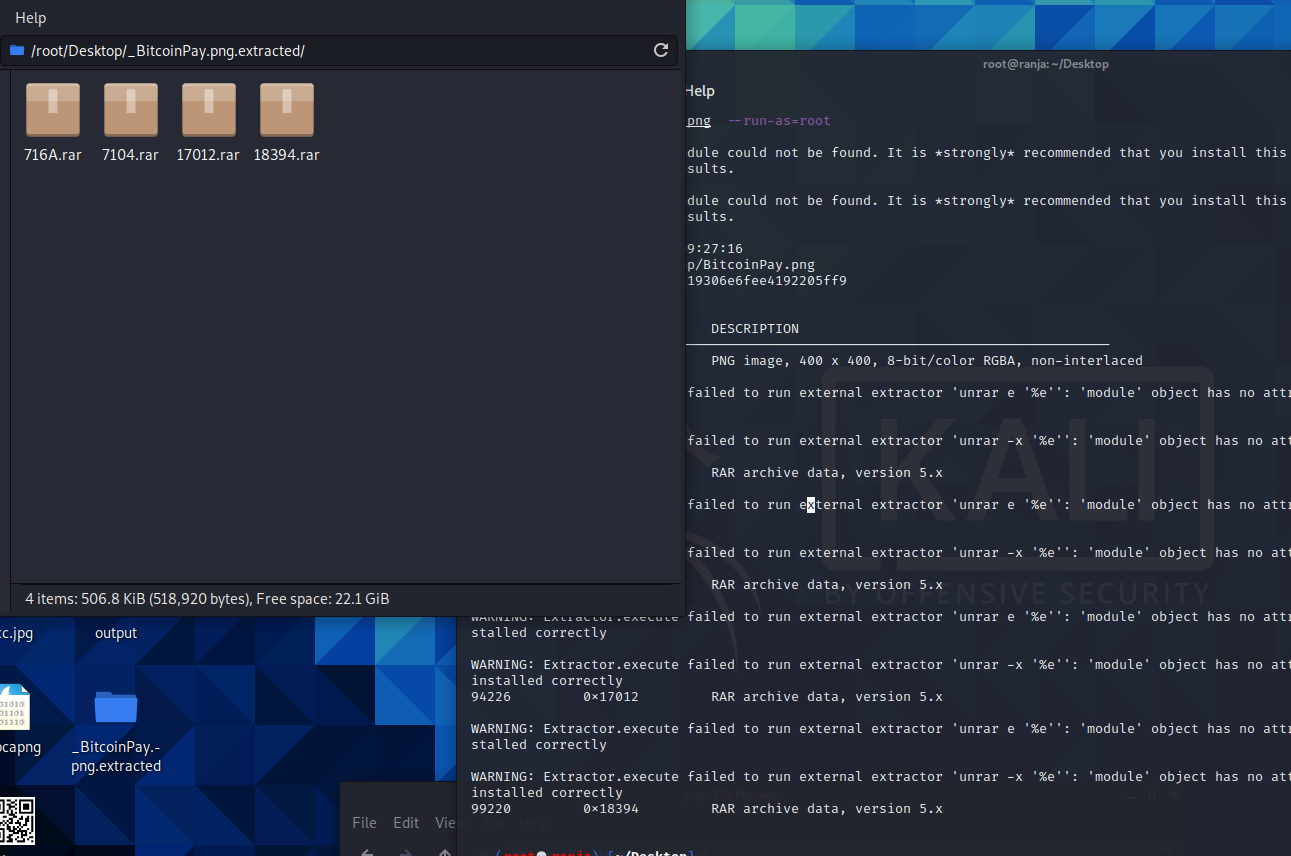 Help
/root/Desktop/_BitcoinPay.png.extracted/
716A.rar 7104.rar 17012.rar 18394.rar
4 items: 506.8 KiB (518,920 bytes), Free space: 22.1 GiB
root@ranja: ~/Desktop
Help
png --run-as=root
dule could not be found. It is *strongly* recommended that you install this
sults.
dule could not be found. It is *strongly* recommended that you install this
sults.
9:27:16
p/BitcoinPay.png
19306e6fee4192205ff9
DESCRIPTION
PNG image, 400 x 400, 8-bit/color RGBA, non-interlaced
failed to run external extractor 'unrar e '%e'': 'module' object has no attr
failed to run external extractor 'unrar -x '%e'': 'module' object has no att
RAR archive data, version 5.x
failed to run external extractor 'unrar e '%e'': 'module' object has no attr
failed to run external extractor 'unrar -x '%e'': 'module' object has no att
RAR archive data, version 5.x
WARNING: Extractor.execute failed to run external extractor 'unrar e '%e'': 'module' object has no attr
stalled correctly
WARNING: Extractor.execute failed to run external extractor 'unrar -x '%e'': 'module' object has no att
installed correctly
94226 0×17012 RAR archive data, version 5.x
WARNING: Extractor.execute failed to run external extractor 'unrar e '%e'': 'module' object has no attr
stalled correctly
WARNING: Extractor.execute failed to run external extractor 'unrar -x '%e'': 'module' object has no att
installed correctly
99220 0×18394 RAR archive data, version 5.x
(root ranja)-[~/Desktop]
KALI
BY OFFENSIVE SECURITY
cc.jpg
output
pcapng
_BitcoinPay.-
png.extracted
File Edit Vie
Help